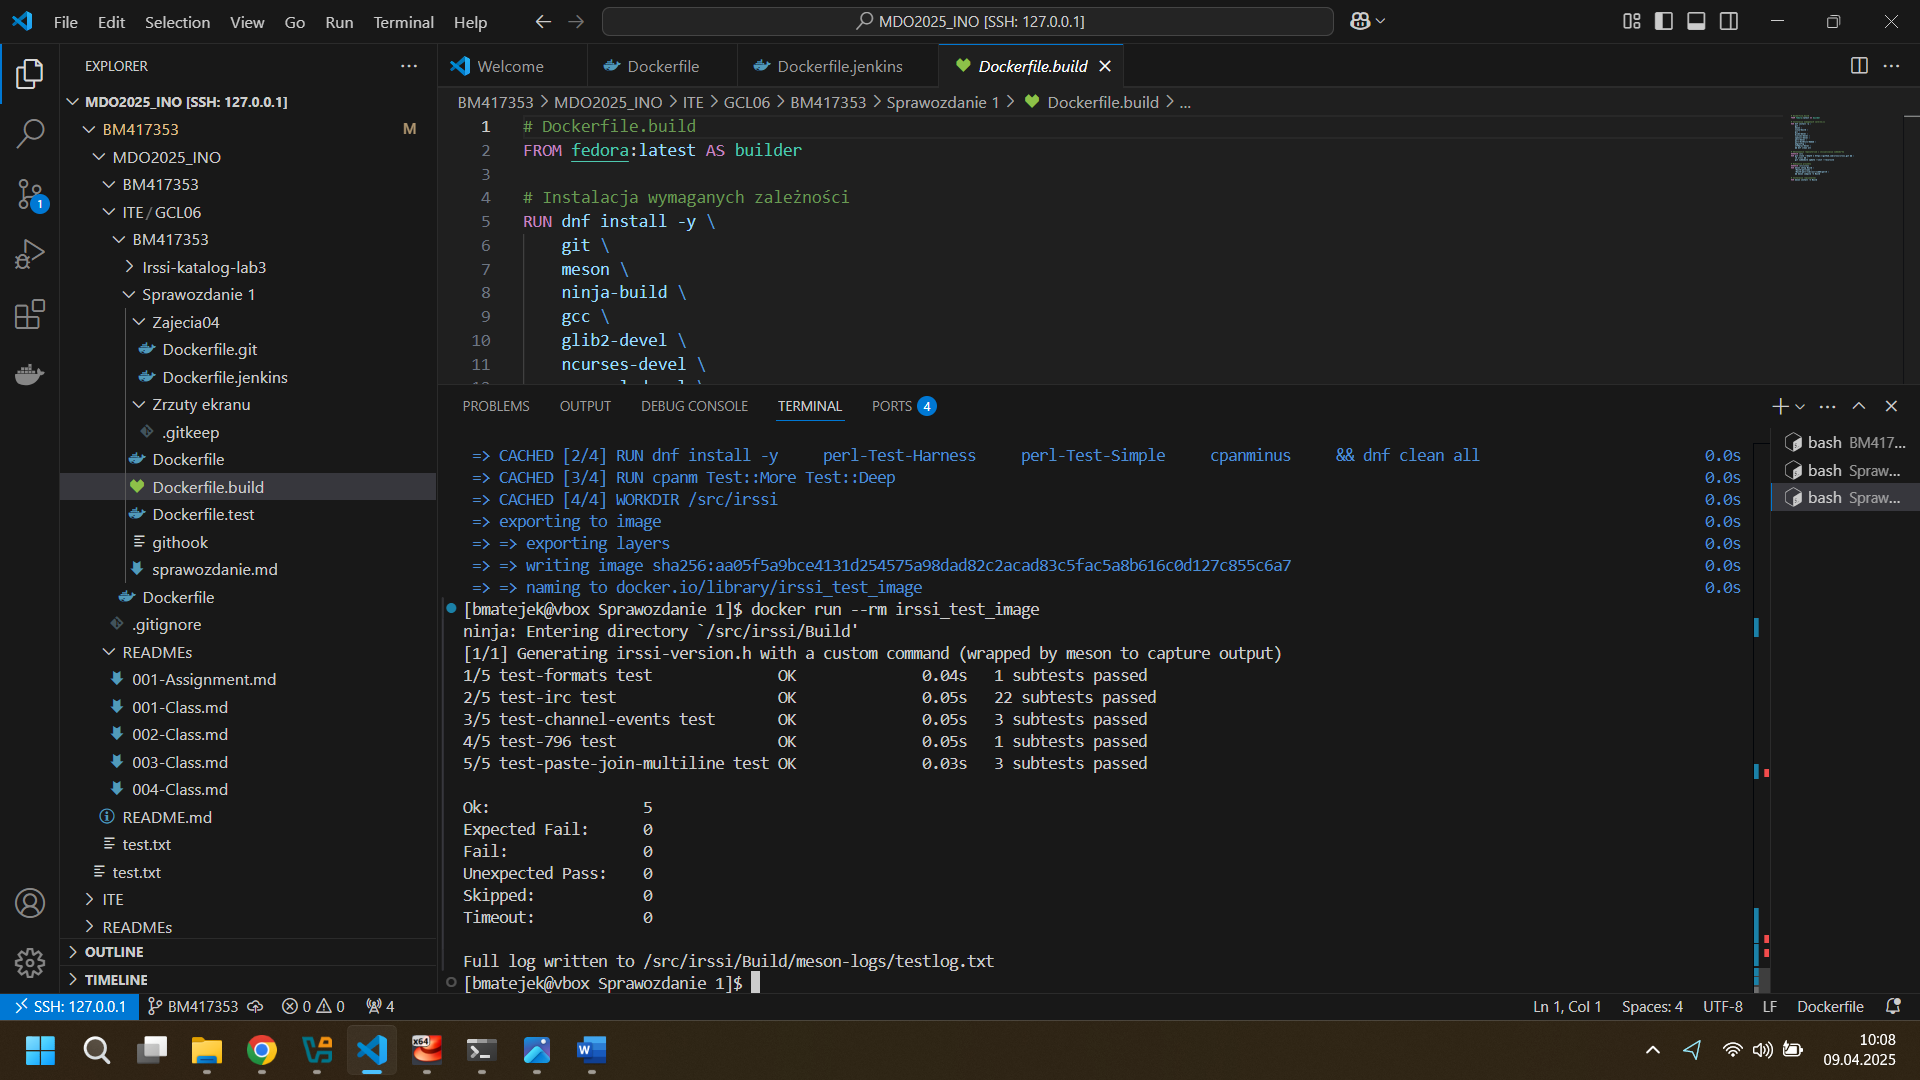 File Edit Selection View Go Run Terminal Help
MDO2025_INO [SSH: 127.0.0.1]
EXPLORER
MDO2025_INO [SSH: 127.0.0.1]
BM417353 M
MDO2025_INO
BM417353
ITE / GCL06
BM417353
Irssi-katalog-lab3
Sprawozdanie 1
Zajecia04
Dockerfile.git
Dockerfile.jenkins
Zrzuty ekranu
.gitkeep
Dockerfile
Dockerfile.build
Dockerfile.test
githook
sprawozdanie.md
Dockerfile
.gitignore
READMEs
001-Assignment.md
001-Class.md
002-Class.md
003-Class.md
004-Class.md
README.md
test.txt
test.txt
ITE
READMEs
OUTLINE
TIMELINE
1
Welcome Dockerfile Dockerfile.jenkins Dockerfile.build
BM417353 > MDO2025_INO > ITE > GCL06 > BM417353 > Sprawozdanie 1 > Dockerfile.build > ...
1 # Dockerfile.build
2 FROM fedora:latest AS builder
3
4 # Instalacja wymaganych zależności
5 RUN dnf install -y \
6 git \
7 meson \
8 ninja-build \
9 gcc \
10 glib2-devel \
11 ncurses-devel \
PROBLEMS OUTPUT DEBUG CONSOLE TERMINAL PORTS 4
=> CACHED [2/4] RUN dnf install -y     perl-Test-Harness     perl-Test-Simple     cpanminus     && dnf clean all 0.0s
=> CACHED [3/4] RUN cpanm Test::More Test::Deep 0.0s
=> CACHED [4/4] WORKDIR /src/irssi 0.0s
=> exporting to image 0.0s
=> => exporting layers 0.0s
=> => writing image sha256:aa05f5a9bce4131d254575a98dad82c2acad83c5fac5a8b616c0d127c855c6a7 0.0s
=> => naming to docker.io/library/irssi_test_image 0.0s
[bmatejek@vbox Sprawozdanie 1]$ docker run --rm irssi_test_image
ninja: Entering directory `/src/irssi/Build'
[1/1] Generating irssi-version.h with a custom command (wrapped by meson to capture output)
1/5 test-formats test OK 0.04s 1 subtests passed
2/5 test-irc test OK 0.05s 22 subtests passed
3/5 test-channel-events test OK 0.05s 3 subtests passed
4/5 test-796 test OK 0.05s 1 subtests passed
5/5 test-paste-join-multiline test OK 0.03s 3 subtests passed
Ok: 5
Expected Fail: 0
Fail: 0
Unexpected Pass: 0
Skipped: 0
Timeout: 0
Full log written to /src/irssi/Build/meson-logs/testlog.txt
[bmatejek@vbox Sprawozdanie 1]$
bash BM417...
bash Spraw...
bash Spraw...
SSH: 127.0.0.1 BM417353 0 0 4 Ln 1, Col 1 Spaces: 4 UTF-8 LF Dockerfile
x64
W
10:08
09.04.2025